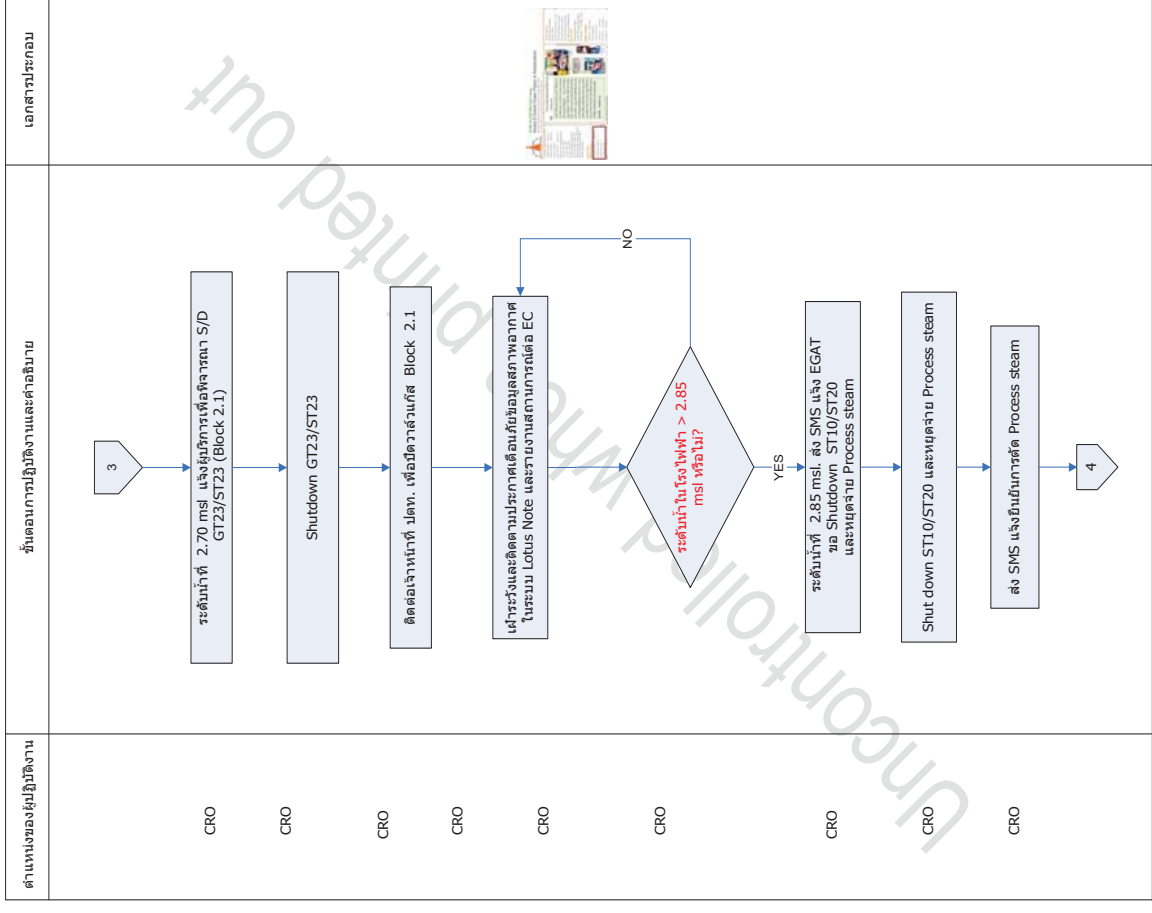 ตำแหน่งของผู้ปฏิบัติงาน
ขั้นตอนการปฏิบัติงานและคำอธิบาย
เอกสารประกอบ
3
CRO
ระดับน้ำที่ 2.70 msl แจ้งผู้บริการเพื่อพิจารณา S/D
GT23/ST23 (Block 2.1)
CRO
Shutdown GT23/ST23
CRO
ติดต่อเจ้าหน้าที่ ปตท. เพื่อปิดวาล์วแก๊ส Block 2.1
CRO
CRO
เฝ้าระวังและติดตามประกาศเตือนภัยข้อมูลสภาพอากาศ
ในระบบ Lotus Note และรายงานสถานการณ์ต่อ EC
NO
CRO
ระดับน้ำในโรงไฟฟ้า > 2.85
msl หรือไม่?
YES
CRO
ระดับน้ำที่ 2.85 msl. ส่ง SMS แจ้ง EGAT
ขอ Shutdown ST10/ST20
และหยุดจ่าย Process steam
CRO
Shut down ST10/ST20 และหยุดจ่าย Process steam
CRO
ส่ง SMS แจ้งยืนยันการตัด Process steam
4
Uncontrolled when printed out